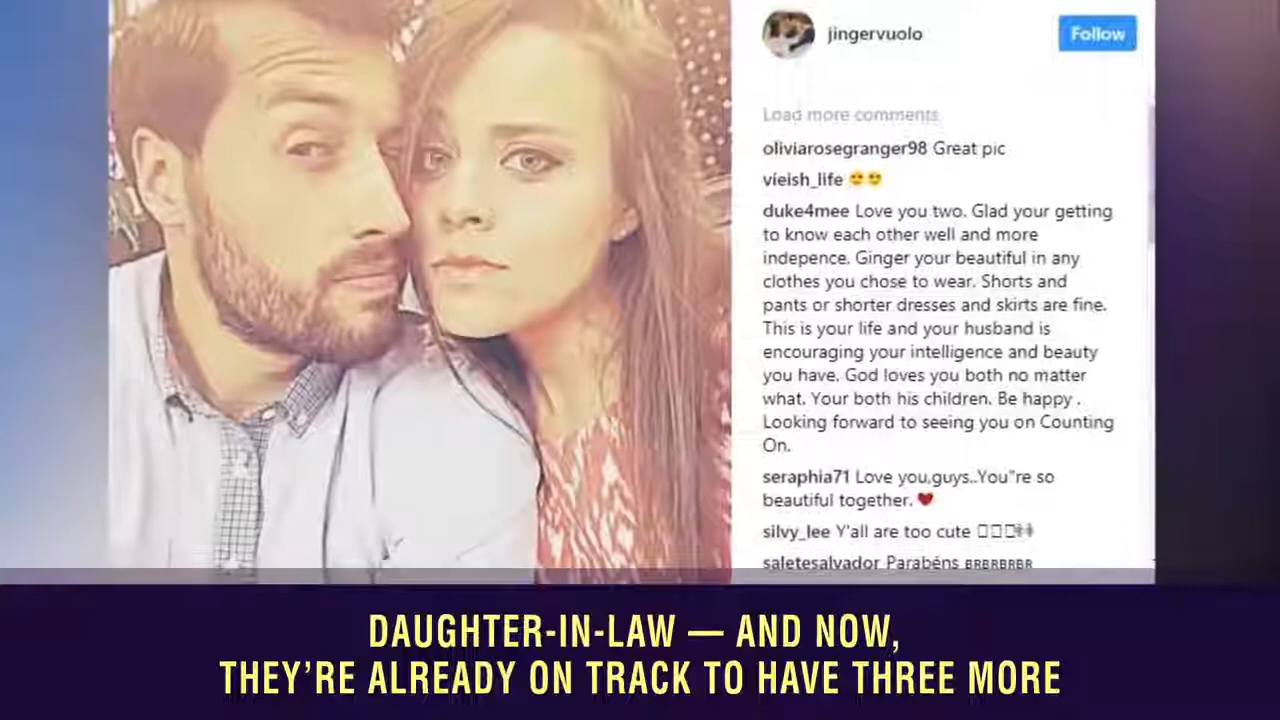 jingervuolo
Follow
Load more comments
oliviarosegranger98 Great pic
vieish_life 😍😍
duke4mee Love you two. Glad your getting
to know each other well and more
indepence. Ginger your beautiful in any
clothes you chose to wear. Shorts and
pants or shorter dresses and skirts are fine.
This is your life and your husband is
encouraging your intelligence and beauty
you have. God loves you both no matter
what. Your both his children. Be happy .
Looking forward to seeing you on Counting
On.
seraphia71 Love you,guys..You"re so
beautiful together. ❤
silvy_lee Y'all are too cute
saletesalvador Parabéns BRBRBRBR
DAUGHTER-IN-LAW — AND NOW,
THEY'RE ALREADY ON TRACK TO HAVE THREE MORE